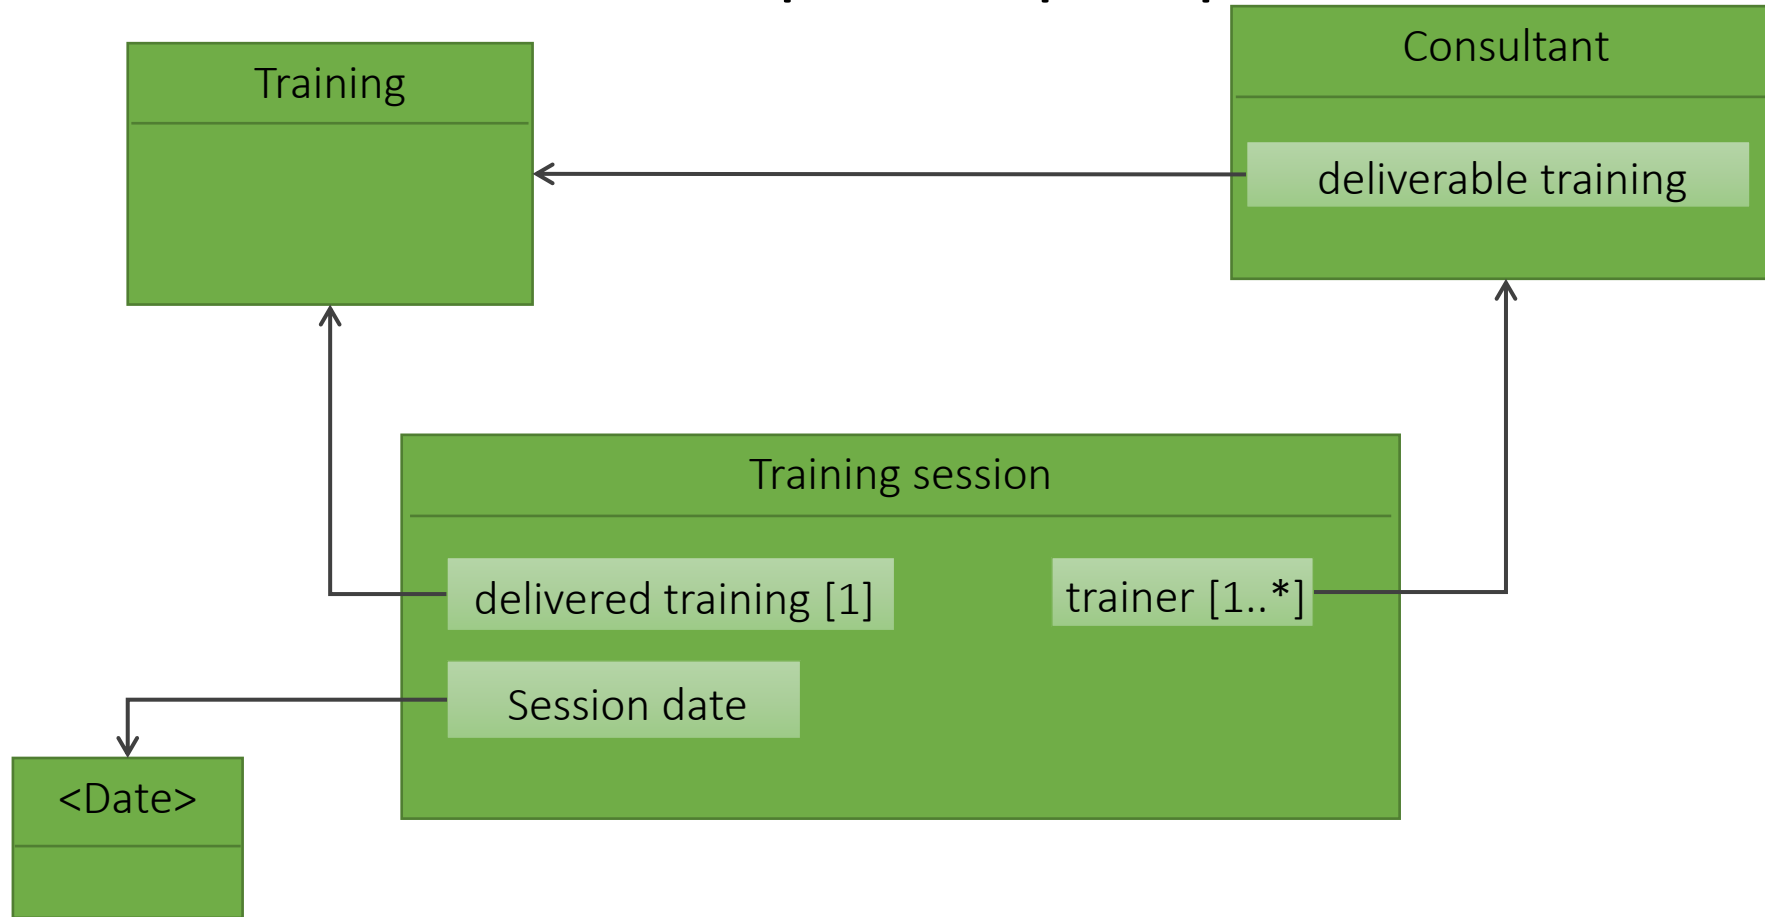 Training
Consultant
deliverable training
Training session
delivered training [1]
trainer [1..*]
Session date
<Date>